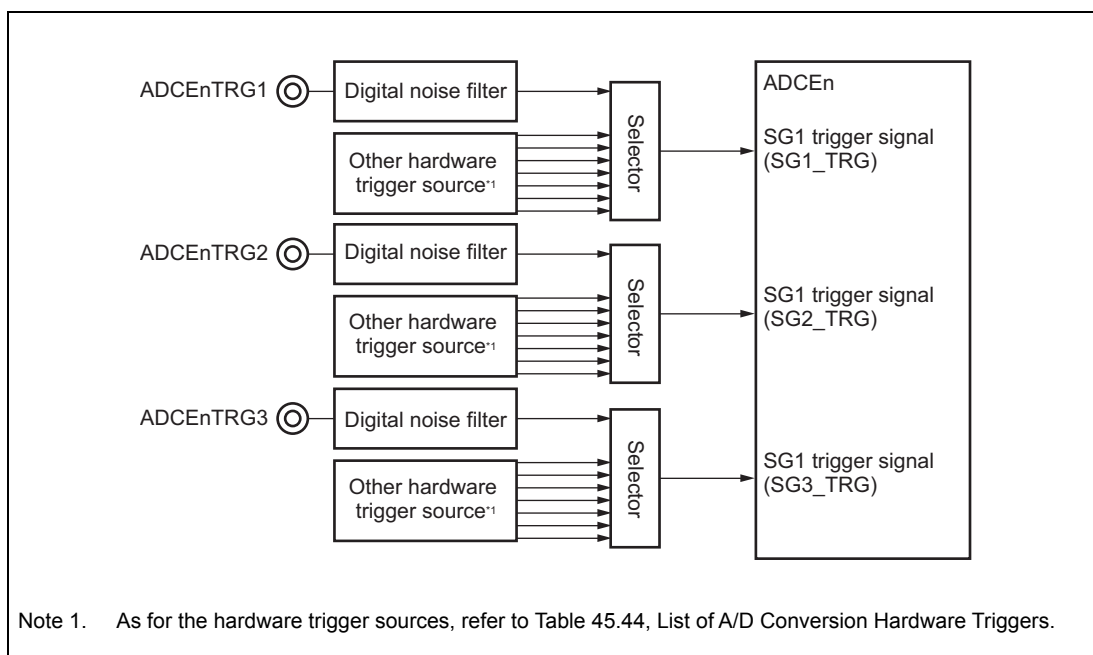 ADCEnTRG1
Digital noise filter
Other hardware
trigger source*1
Selector
ADCEn
SG1 trigger signal
(SG1_TRG)
ADCEnTRG2
Digital noise filter
Other hardware
trigger source*1
Selector
SG1 trigger signal
(SG2_TRG)
ADCEnTRG3
Digital noise filter
Other hardware
trigger source*1
Selector
SG1 trigger signal
(SG3_TRG)
Note 1. As for the hardware trigger sources, refer to Table 45.44, List of A/D Conversion Hardware Triggers.